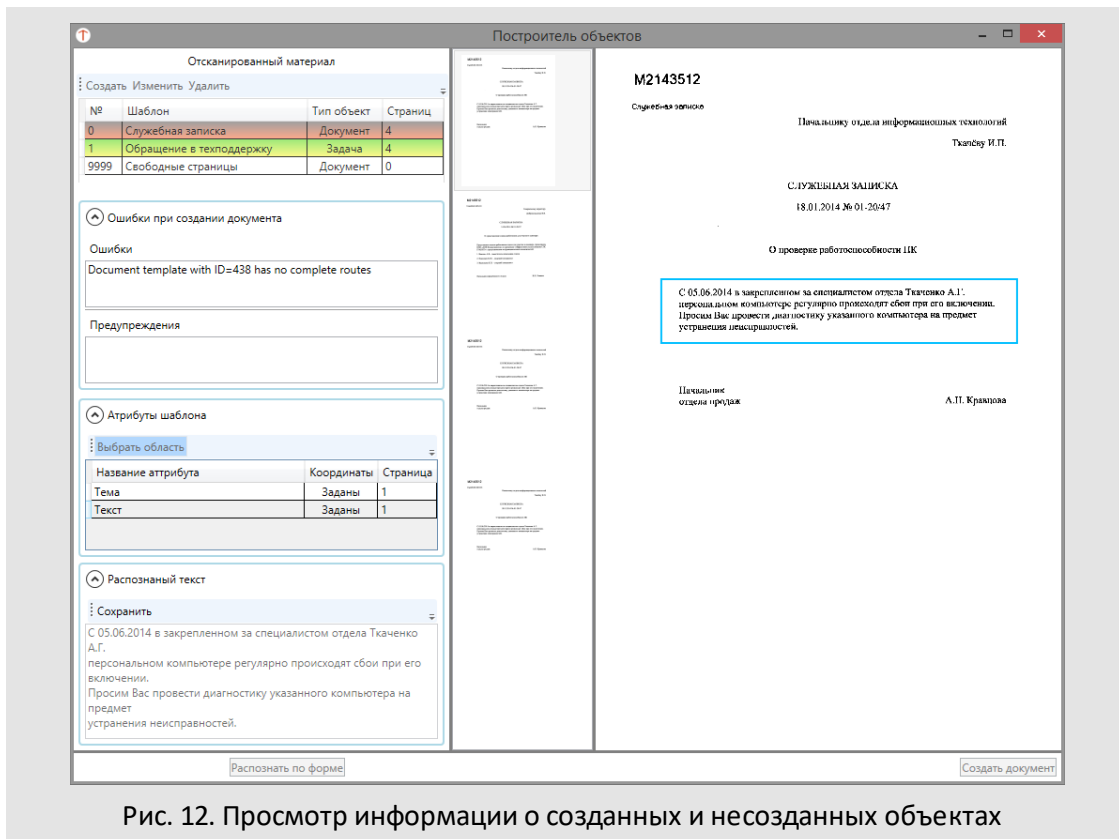 Построитель объектов
Отсканированный материал
Создать Изменить Удалить
№ Шаблон Тип объект Страниц
0 Служебная записка Документ 4
1 Обращение в техподдержку Задача 4
9999 Свободные страницы Документ 0
Ошибки при создании документа
Ошибки
Document template with ID=438 has no complete routes
Предупреждения
Атрибуты шаблона
Выбрать область
Название аттрибута Координаты Страница
Тема Заданы 1
Текст Заданы 1
Распознаный текст
Сохранить
С 05.06.2014 в закрепленном за специалистом отдела Ткаченко
А.Г.
персональном компьютере регулярно происходят сбои при его
включении.
Просим Вас провести диагностику указанного компьютера на
предмет
устранения неисправностей.
Распознать по форме
M2143512
Служебная записка
Начальнику отдела информационных технологий
Ткачёву И.П.
СЛУЖЕБНАЯ ЗАПИСКА
18.01.2014 № 01-20/47
О проверке работоспособности ПК
С 05.06.2014 в закрепленном за специалистом отдела Ткаченко А.Г.
персональном компьютере регулярно происходят сбои при его включении.
Просим Вас провести диагностику указанного компьютера на предмет
устранения неисправностей.
Начальник
отдела продаж А.П. Кравцова
Создать документ
Рис. 12. Просмотр информации о созданных и несозданных объектах